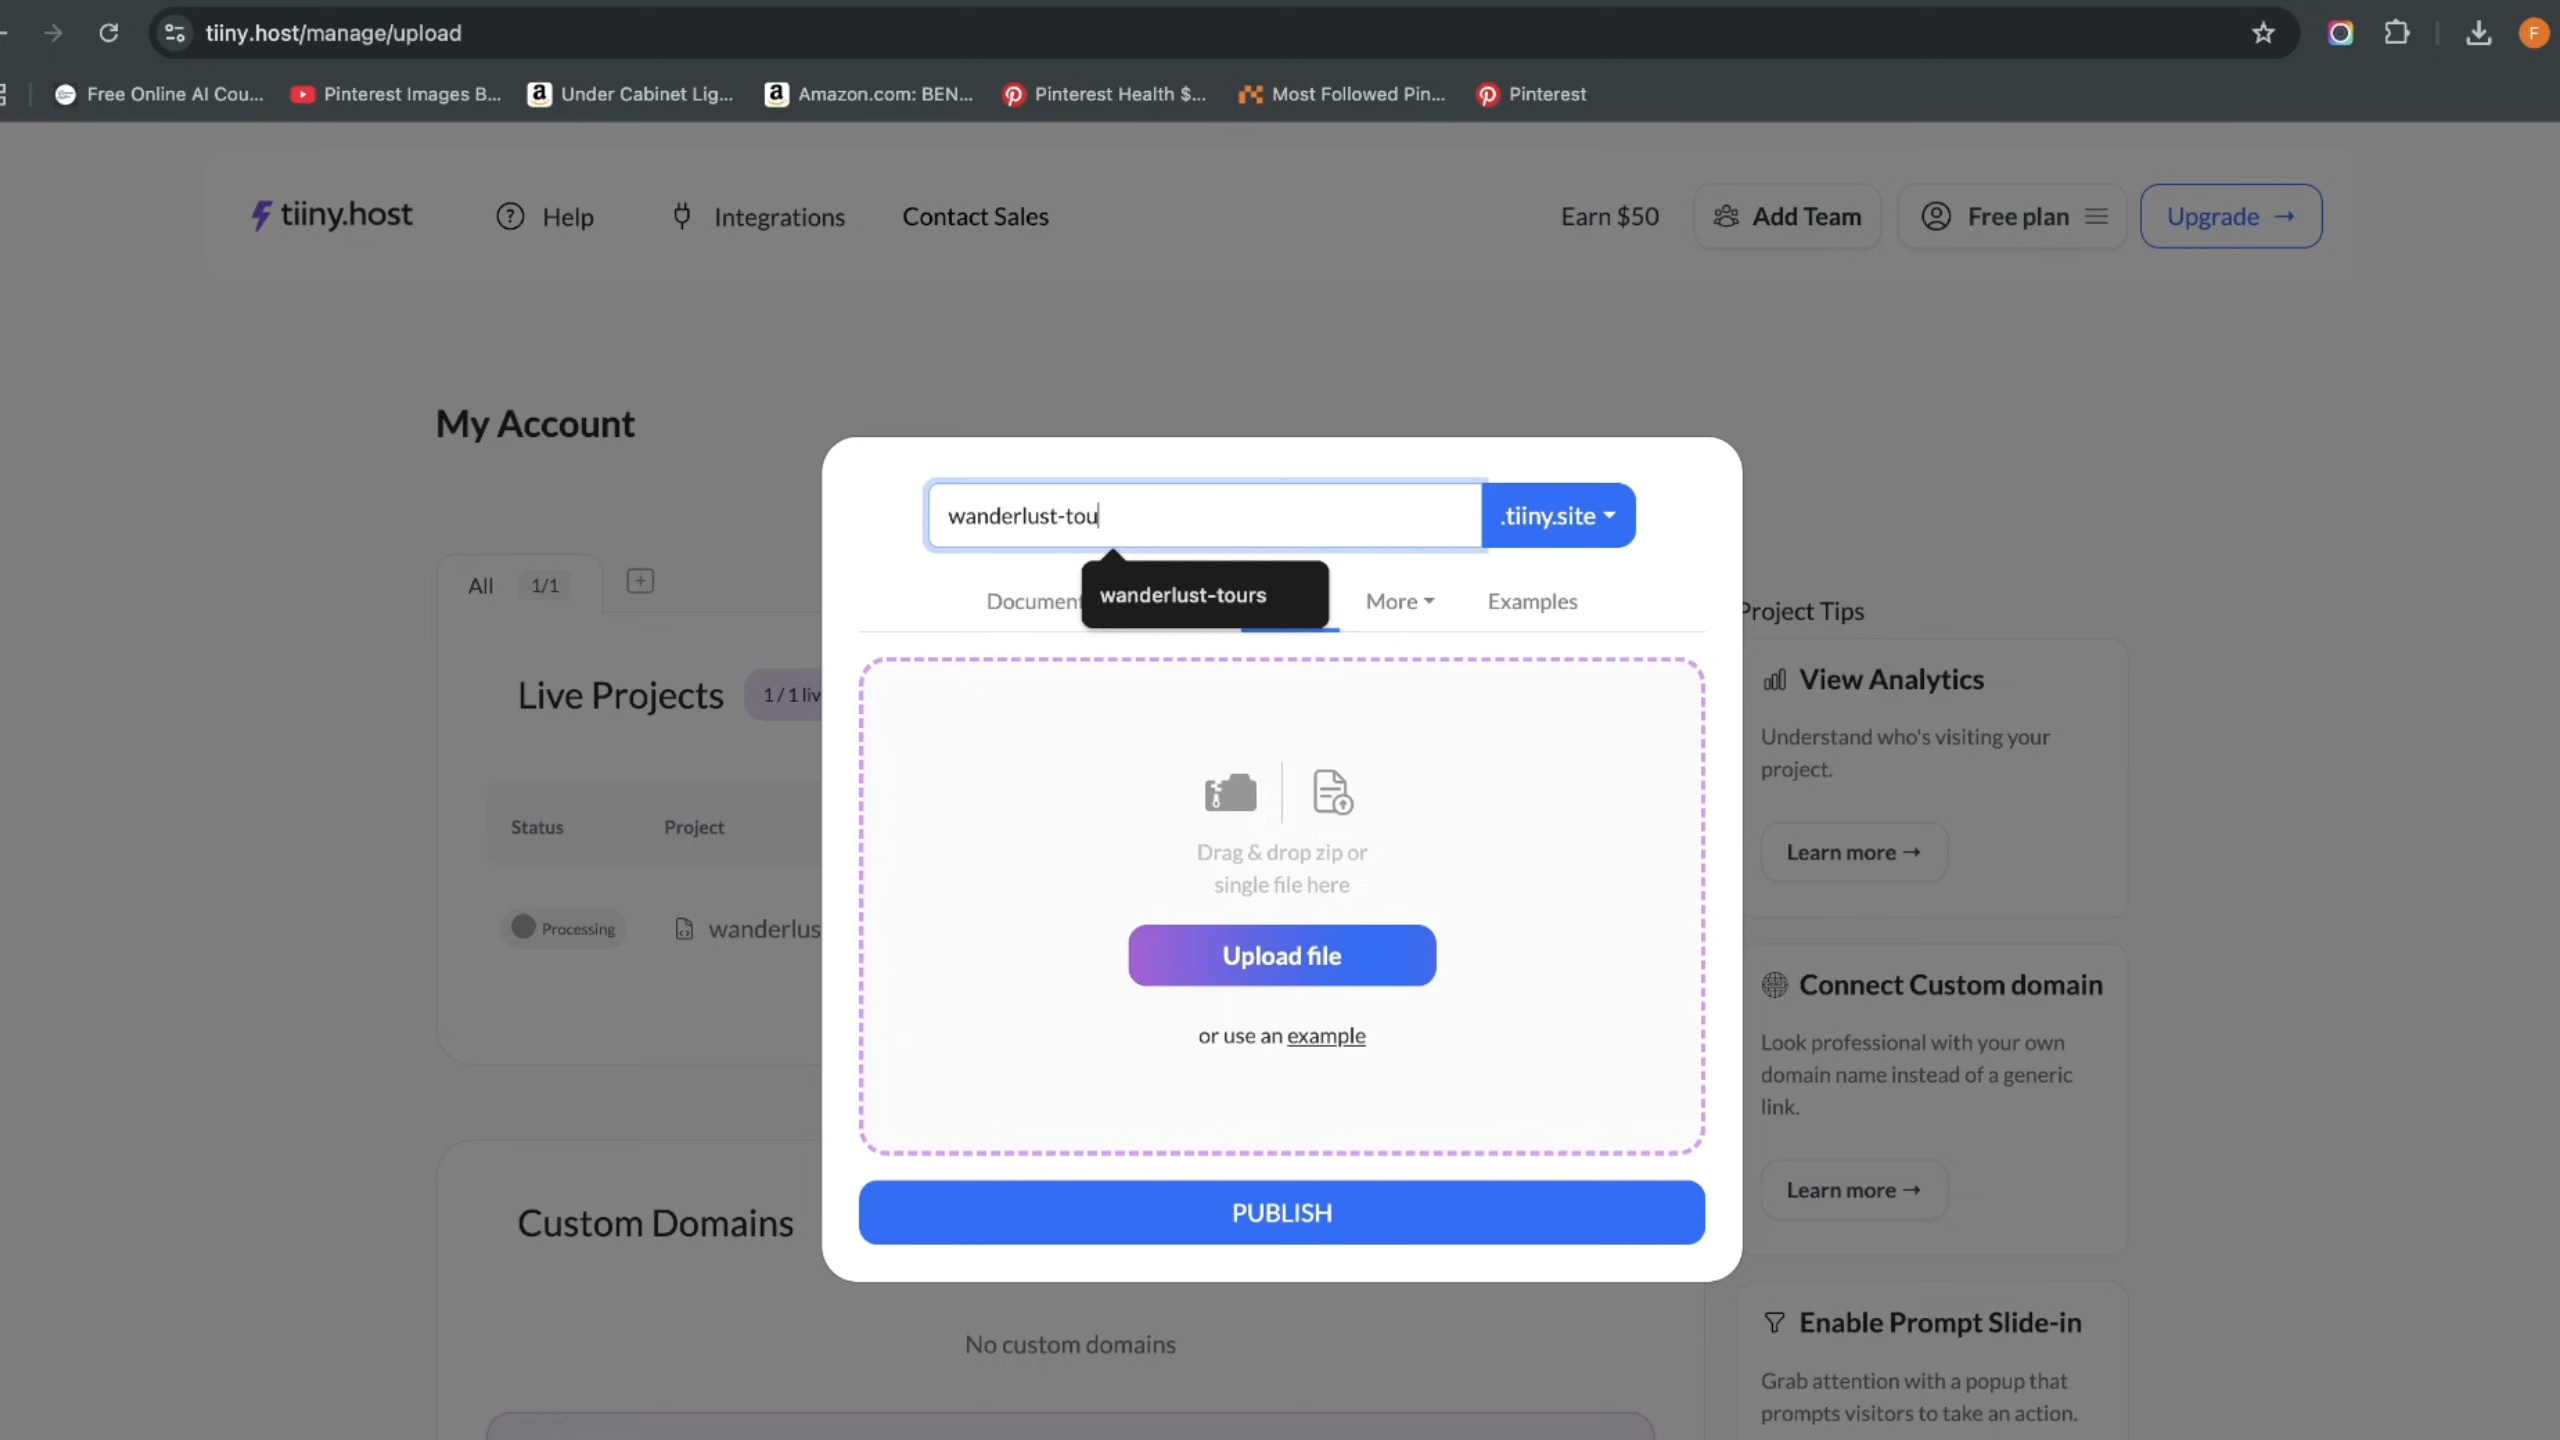 tiiny.host/manage/upload
Free Online AI Cou...
Pinterest Images B...
Under Cabinet Lig...
Amazon.com: BEN...
Pinterest Health $...
Most Followed Pin...
Pinterest
F
tiiny.host
Help
Integrations
Contact Sales
Earn $50
Add Team
Free plan
Upgrade →
My Account
wanderlust-tou
.tiiny.site
wanderlust-tours
Document
More
Examples
All 1/1
Project Tips
Live Projects 1 / 1 liv
View Analytics
Understand who's visiting your
project.
Learn more →
Status Project
Processing wanderlus
Drag & drop zip or
single file here
Upload file
or use an example
Connect Custom domain
Look professional with your own
domain name instead of a generic
link.
Learn more →
PUBLISH
Custom Domains
No custom domains
Enable Prompt Slide-in
Grab attention with a popup that
prompts visitors to take an action.